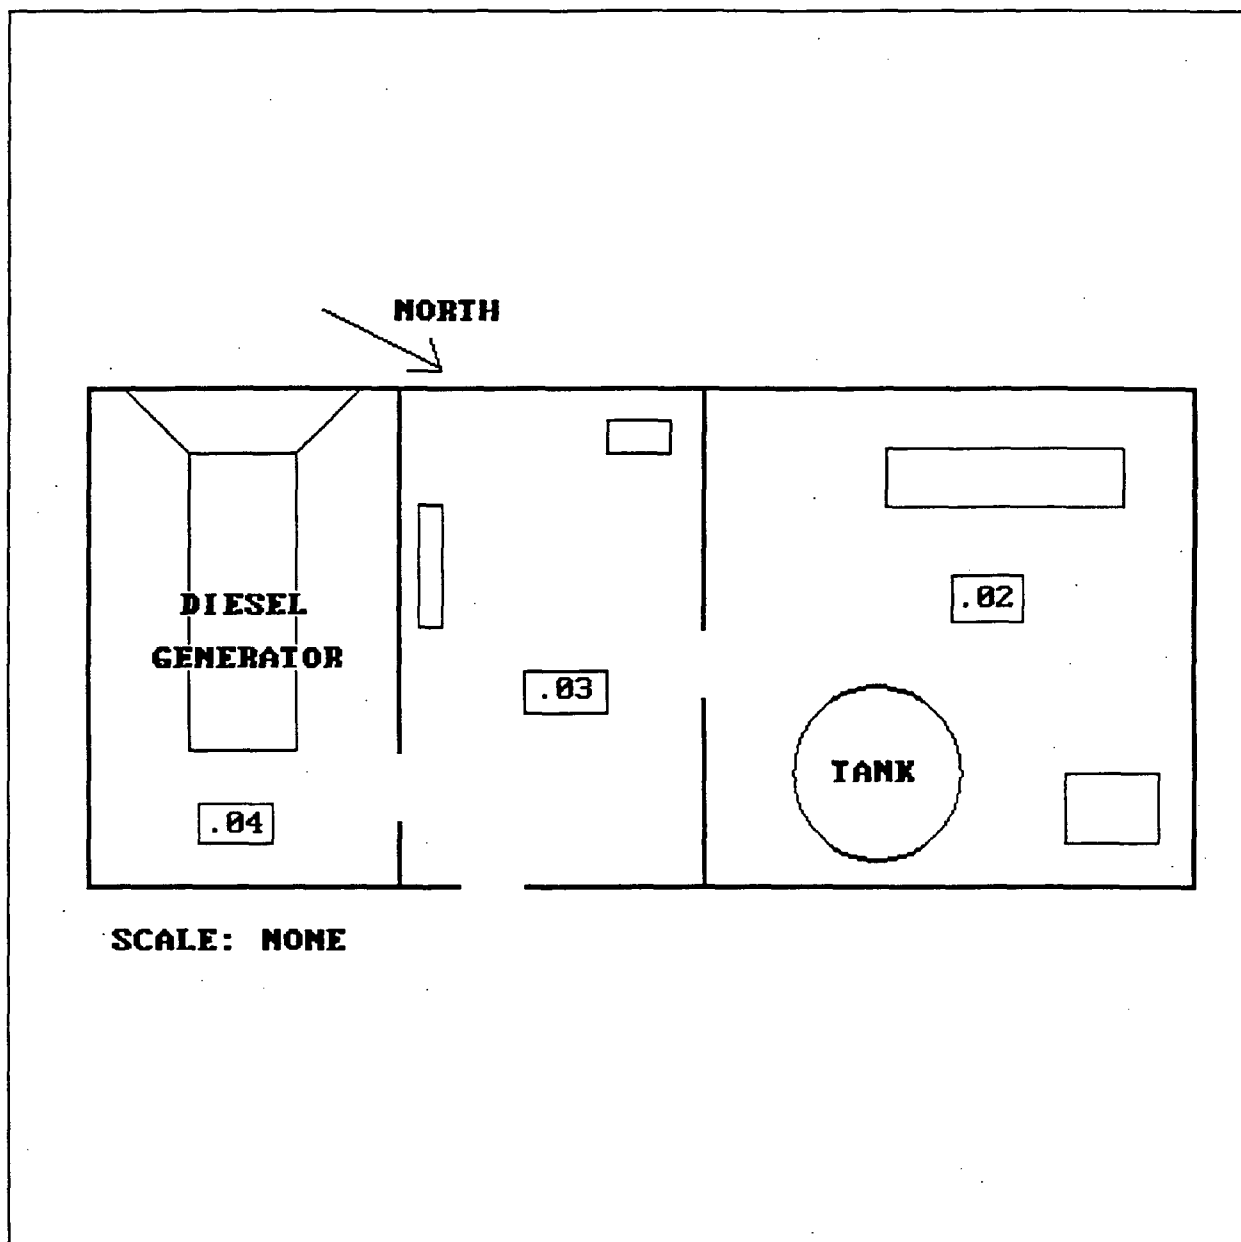 NORTH
.02
DIESEL
GENERATOR
.03
TANK
.04
SCALE: NONE